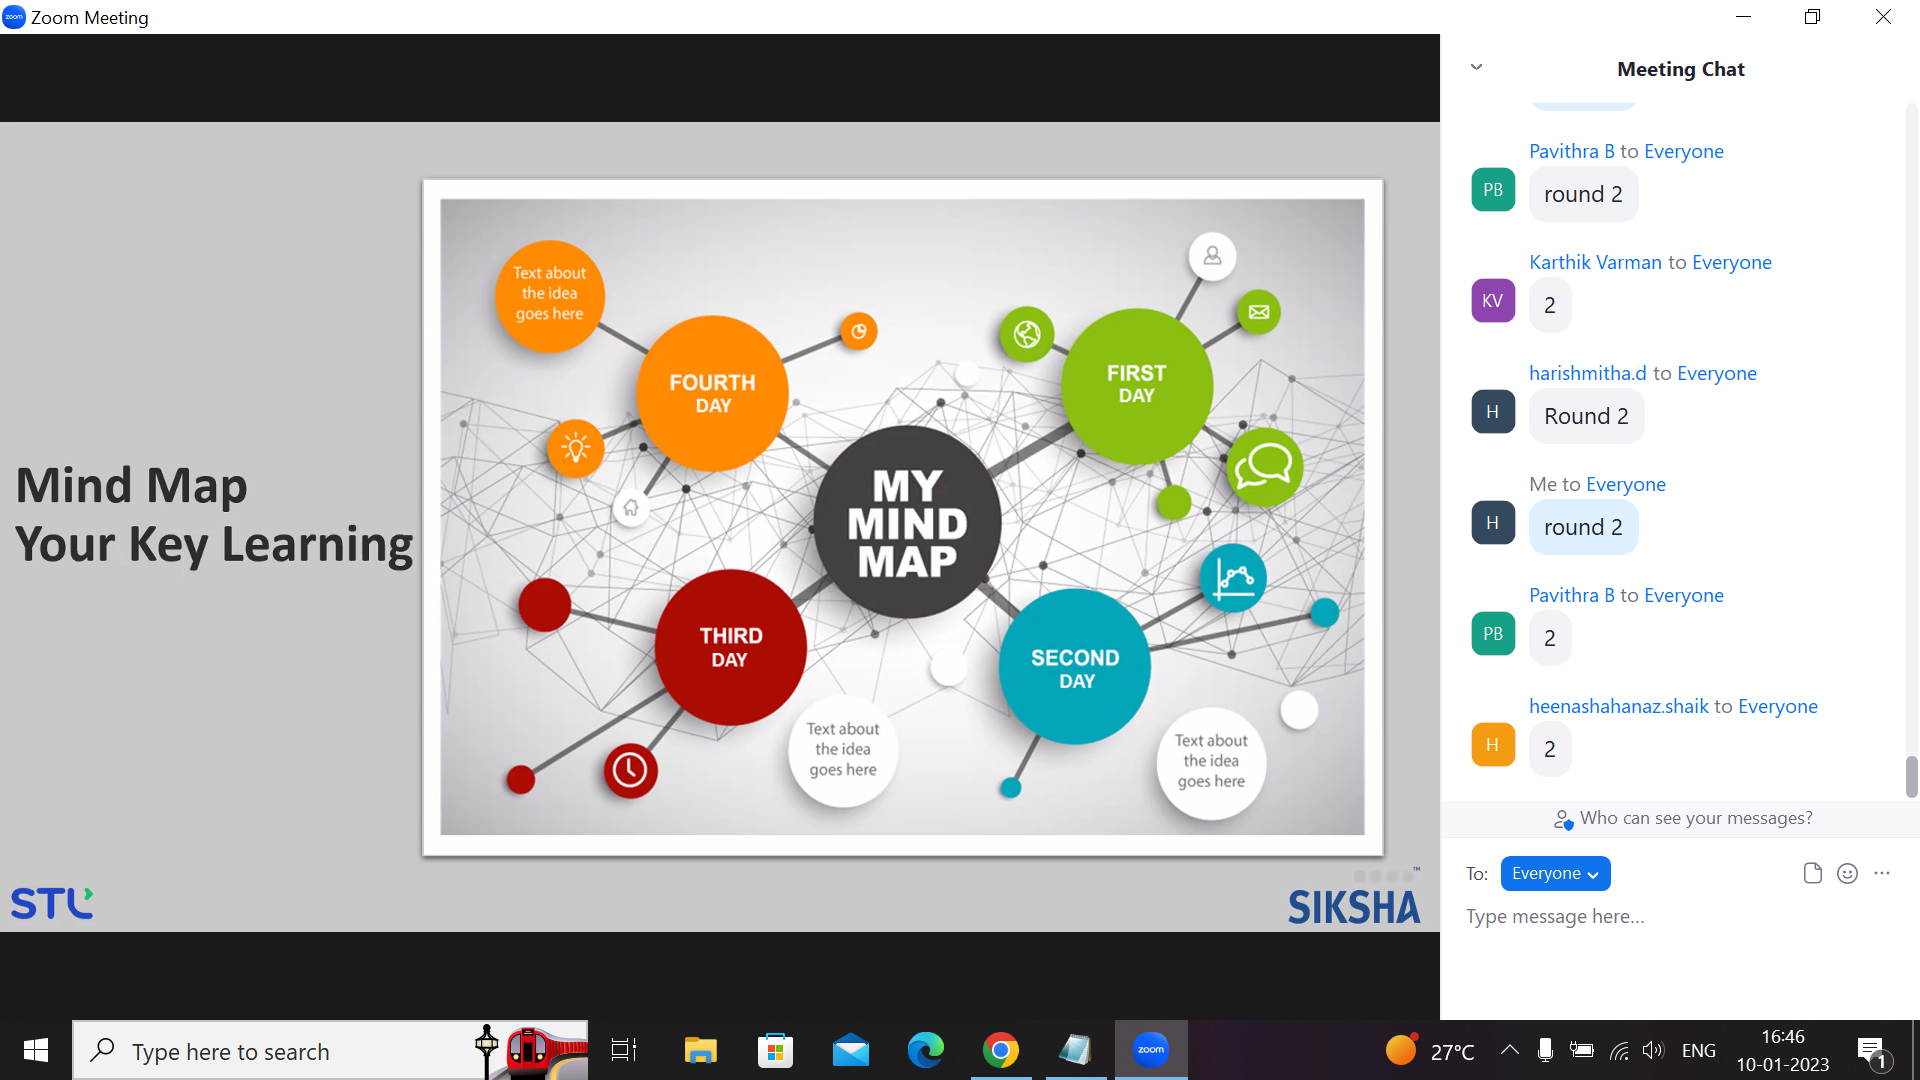 zoom
Zoom Meeting
Mind Map
Your Key Learning
Text about
the idea
goes here
FOURTH
DAY
FIRST
DAY
MY
MIND
MAP
THIRD
DAY
SECOND
DAY
Text about
the idea
goes here
Text about
the idea
goes here
STL
SIKSHA™
Meeting Chat
Pavithra B to Everyone
PB
round 2
Karthik Varman to Everyone
KV
2
harishmitha.d to Everyone
H
Round 2
Me to Everyone
H
round 2
Pavithra B to Everyone
PB
2
heenashahanaz.shaik to Everyone
H
2
Who can see your messages?
To: Everyone
Type message here...
Type here to search
zoom
27°C
ENG
16:46
10-01-2023
1